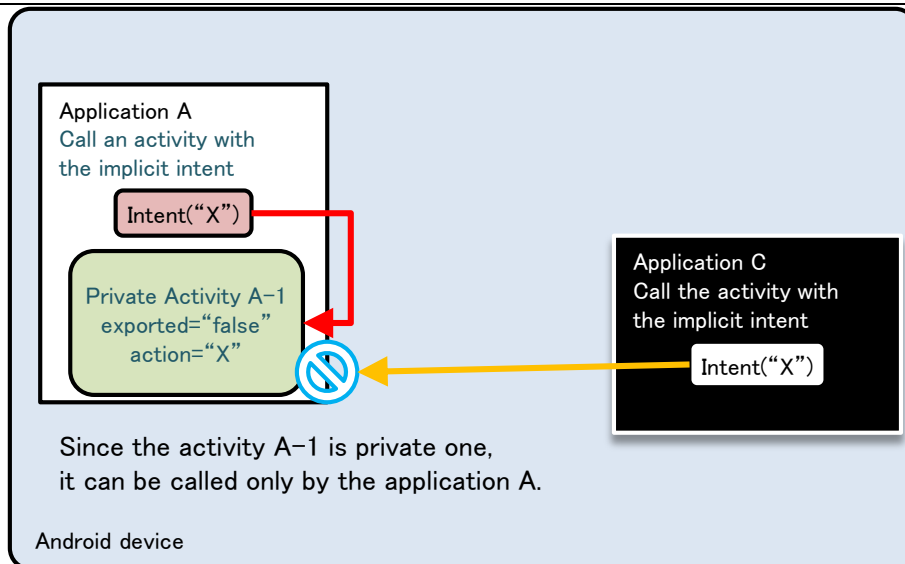 Application A
Call an activity with
the implicit intent
Intent(“X”)
Private Activity A-1
exported=“false”
action=“X”
Application C
Call the activity with
the implicit intent
Intent(“X”)
Since the activity A-1 is private one,
it can be called only by the application A.
Android device